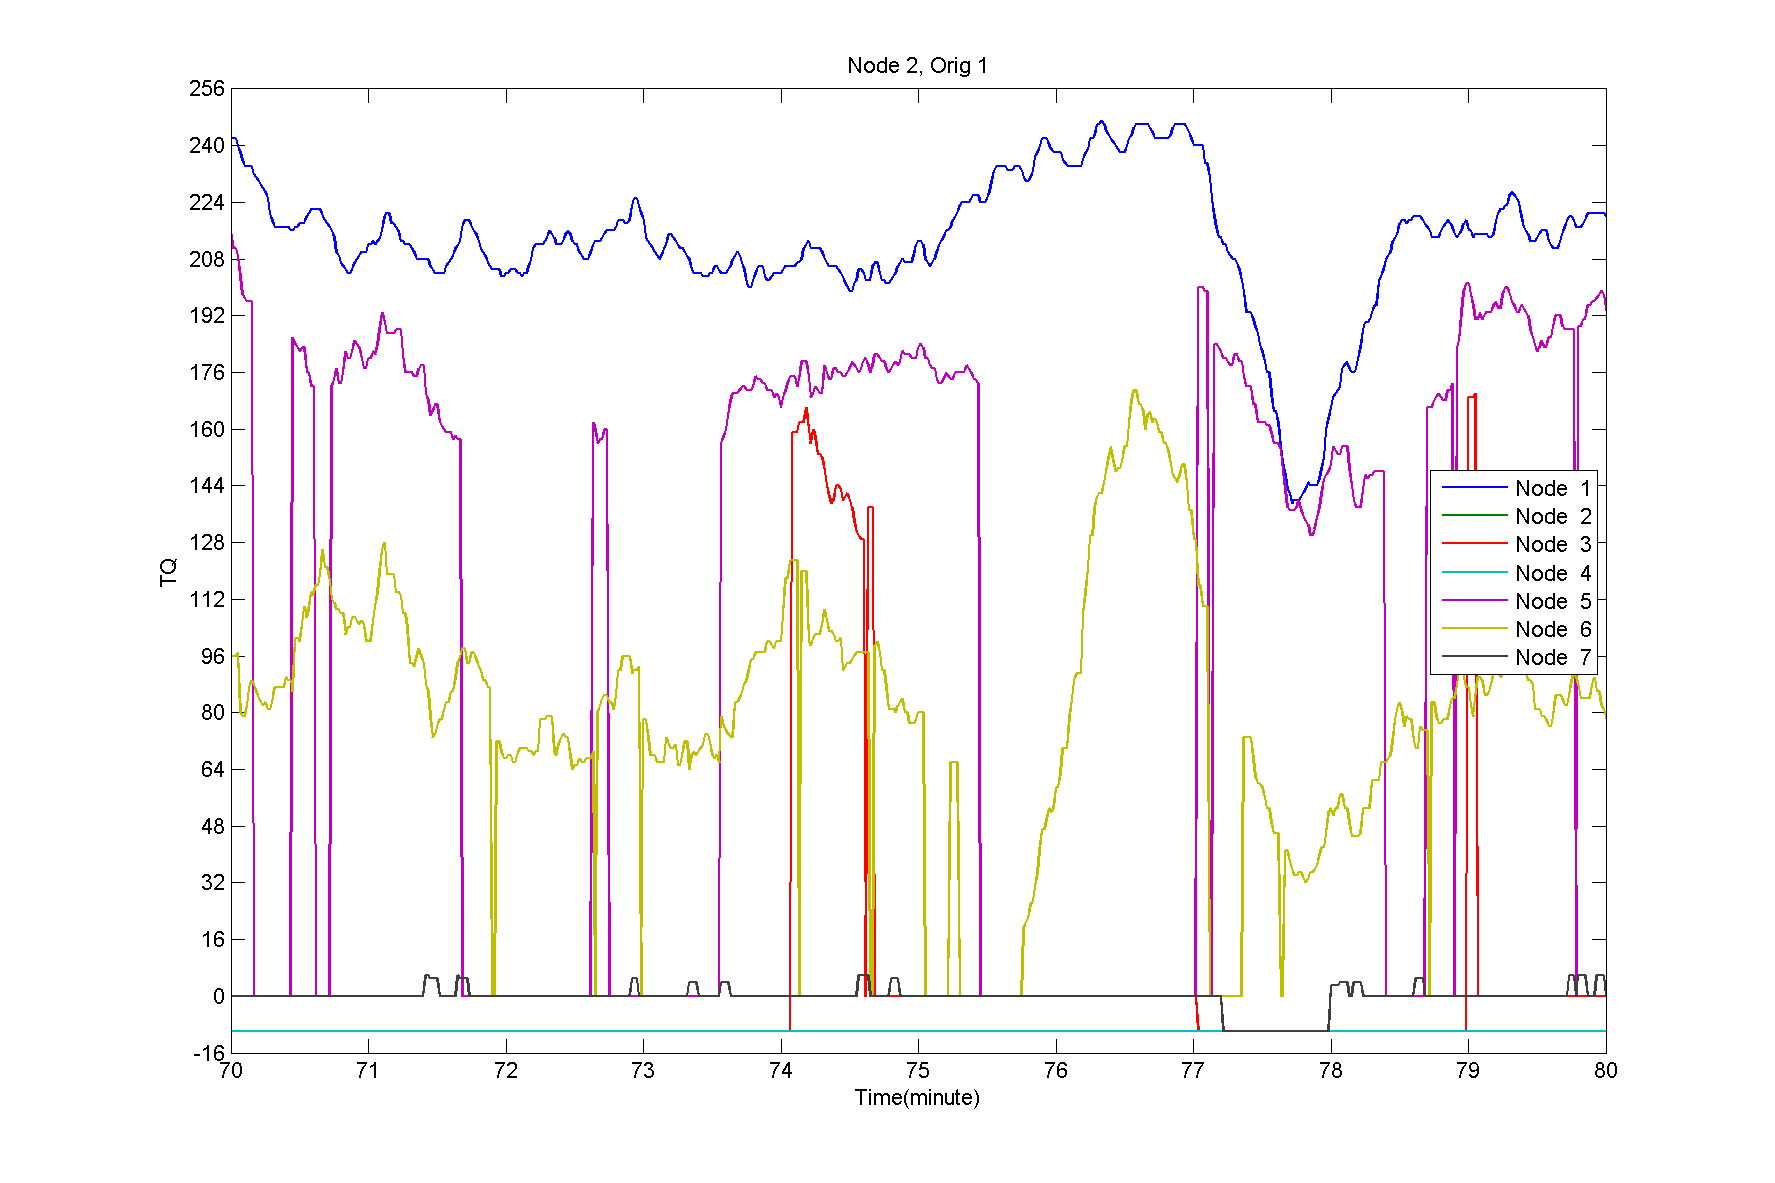 Node 2, Orig 1
256
240
224
208
192
176
160
144
128
112
96
80
64
48
32
16
0
-16
TQ
Node 1
Node 2
Node 3
Node 4
Node 5
Node 6
Node 7
70 71 72 73 74 75 76 77 78 79 80
Time(minute)